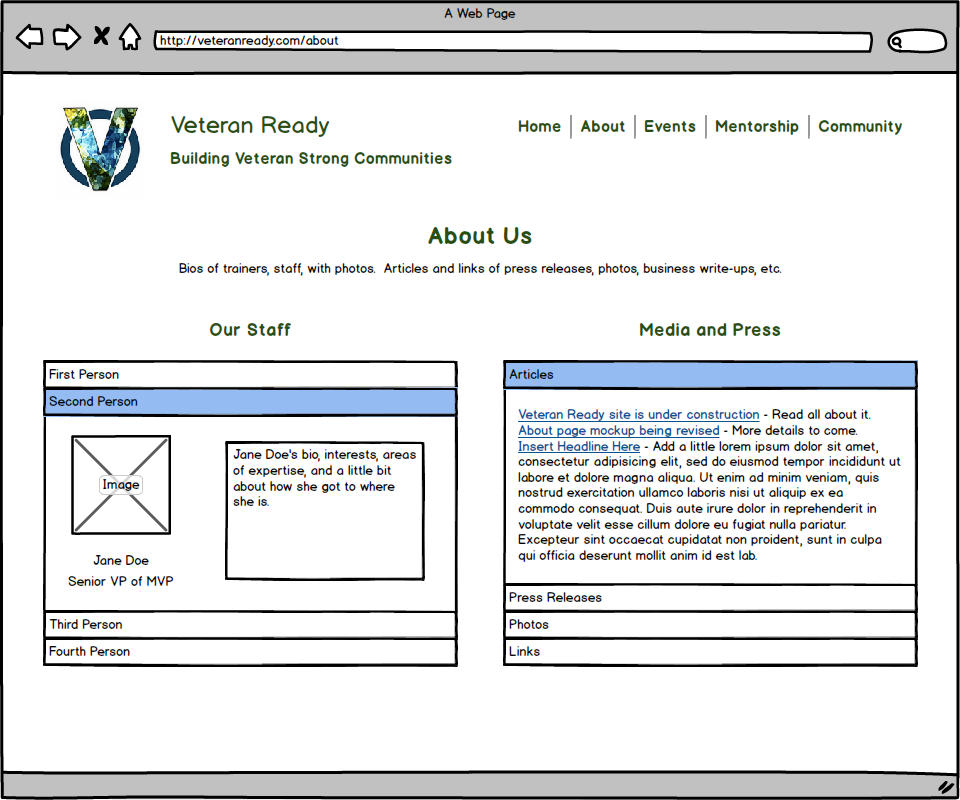 A Web Page
http://veteranready.com/about
Veteran Ready
Building Veteran Strong Communities
Home
About
Events
Mentorship
Community
About Us
Bios of trainers, staff, with photos. Articles and links of press releases, photos, business write-ups, etc.
Our Staff
First Person
Second Person
Image
Jane Doe
Senior VP of MVP
Jane Doe's bio, interests, areas
of expertise, and a little bit
about how she got to where
she is.
Third Person
Fourth Person
Media and Press
Articles
Veteran Ready site is under construction - Read all about it.
About page mockup being revised - More details to come.
Insert Headline Here - Add a little lorem ipsum dolor sit amet,
consectetur adipisicing elit, sed do eiusmod tempor incididunt ut
labore et dolore magna aliqua. Ut enim ad minim veniam, quis
nostrud exercitation ullamco laboris nisi ut aliquip ex ea
commodo consequat. Duis aute irure dolor in reprehenderit in
voluptate velit esse cillum dolore eu fugiat nulla pariatur.
Excepteur sint occaecat cupidatat non proident, sunt in culpa
qui officia deserunt mollit anim id est lab.
Press Releases
Photos
Links